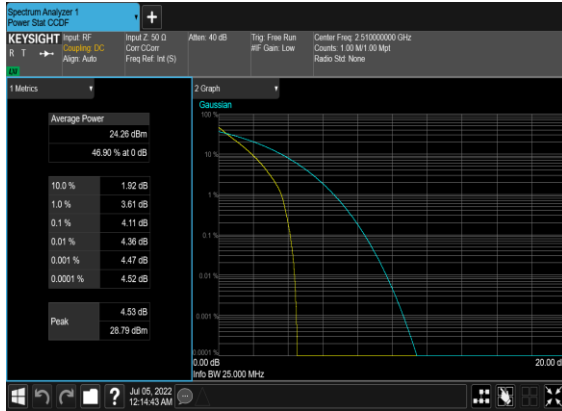 Spectrum Analyzer 1
Power Stat CCDF
KEYSIGHT
R T
LU
Input: RF
Coupling: DC
Align: Auto
Input Z: 50 Ω
Corr CCorr
Freq Ref: Int (S)
Atten: 40 dB
Trig: Free Run
#IF Gain: Low
Center Freq: 2.510000000 GHz
Counts: 1.00 M/1.00 Mpt
Radio Std: None
1 Metrics
Average Power
24.26 dBm
46.90 % at 0 dB
10.0 % 1.92 dB
1.0 % 3.61 dB
0.1 % 4.11 dB
0.01 % 4.36 dB
0.001 % 4.47 dB
0.0001 % 4.52 dB
Peak
4.53 dB
28.79 dBm
2 Graph
Gaussian
100 %
10 %
1 %
0.1 %
0.01 %
0.001 %
0.0001 %
0.00 dB
20.00 d
Info BW 25.000 MHz
?
Jul 05, 2022
12:14:43 AM